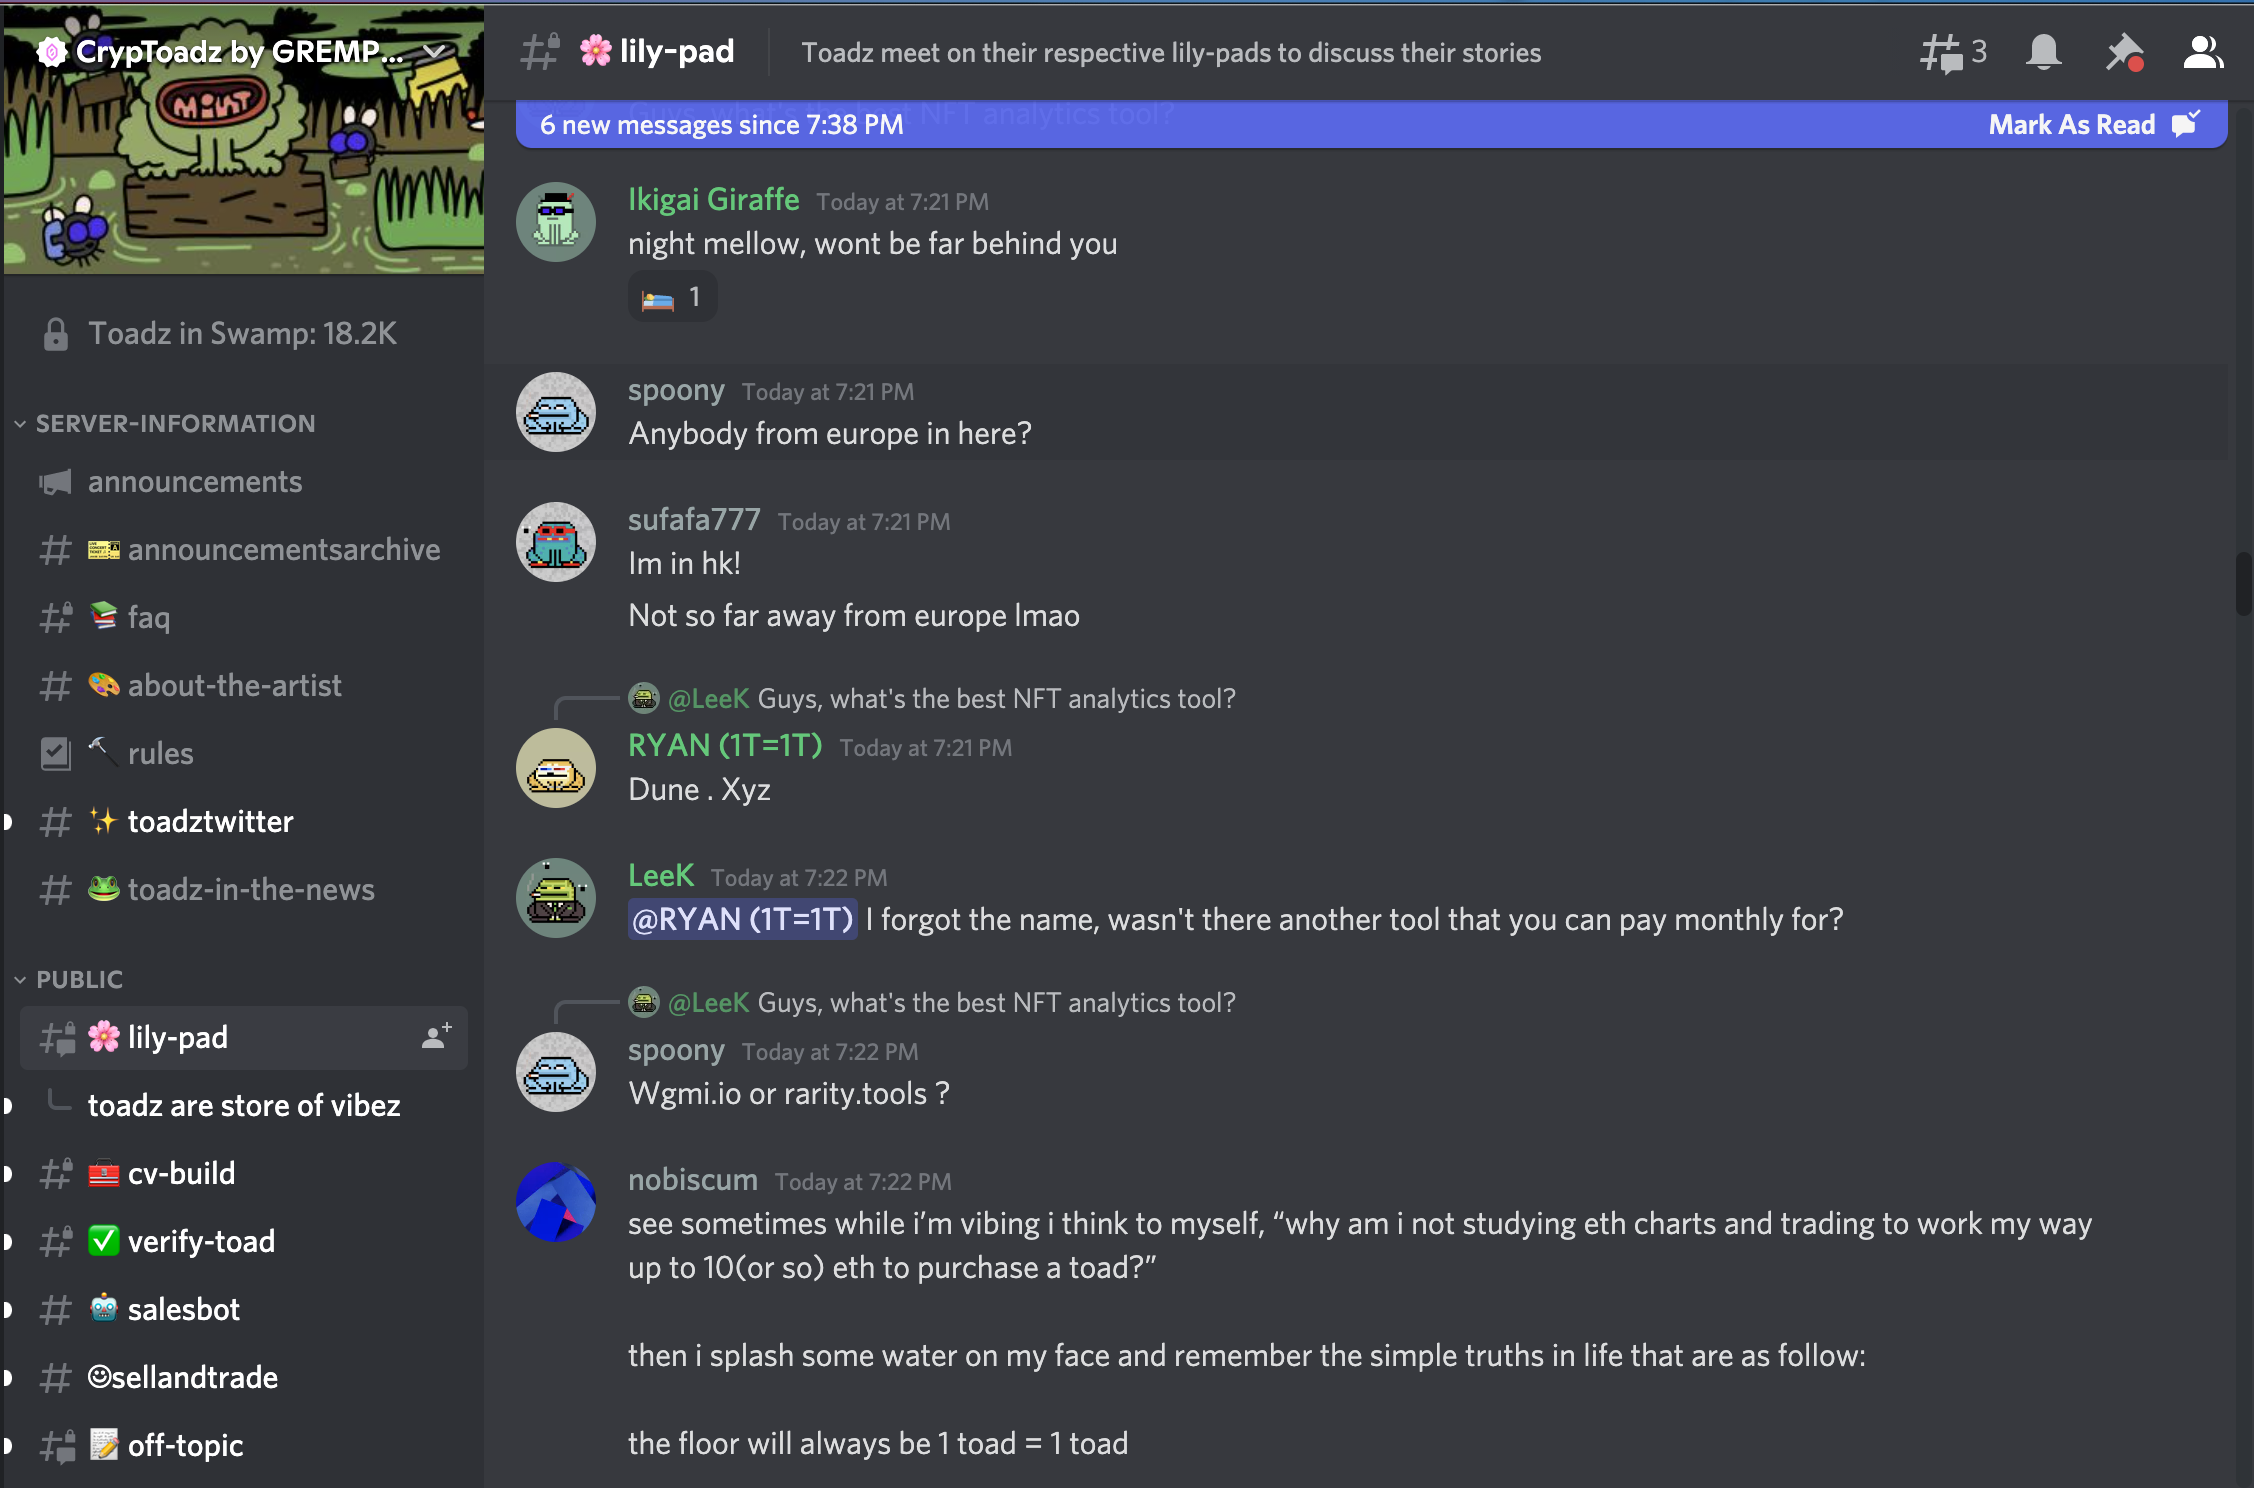 CrypToadz by GREMP...
MINT
Toadz in Swamp: 18.2K
SERVER-INFORMATION
announcements
announcementsarchive
faq
about-the-artist
rules
toadztwitter
toadz-in-the-news
PUBLIC
lily-pad
toadz are store of vibez
cv-build
verify-toad
salesbot
sellandtrade
off-topic
lily-pad
Toadz meet on their respective lily-pads to discuss their stories
3
Guys, what's the best NFT analytics tool?
6 new messages since 7:38 PM
Mark As Read
Ikigai Giraffe Today at 7:21 PM
night mellow, wont be far behind you
1
spoony Today at 7:21 PM
Anybody from europe in here?
sufafa777 Today at 7:21 PM
Im in hk!
Not so far away from europe lmao
@LeeK Guys, what's the best NFT analytics tool?
RYAN (1T=1T) Today at 7:21 PM
Dune . Xyz
LeeK Today at 7:22 PM
@RYAN (1T=1T) I forgot the name, wasn't there another tool that you can pay monthly for?
@LeeK Guys, what's the best NFT analytics tool?
spoony Today at 7:22 PM
Wgmi.io or rarity.tools ?
nobiscum Today at 7:22 PM
see sometimes while i’m vibing i think to myself, “why am i not studying eth charts and trading to work my way
up to 10(or so) eth to purchase a toad?”
then i splash some water on my face and remember the simple truths in life that are as follow:
the floor will always be 1 toad = 1 toad